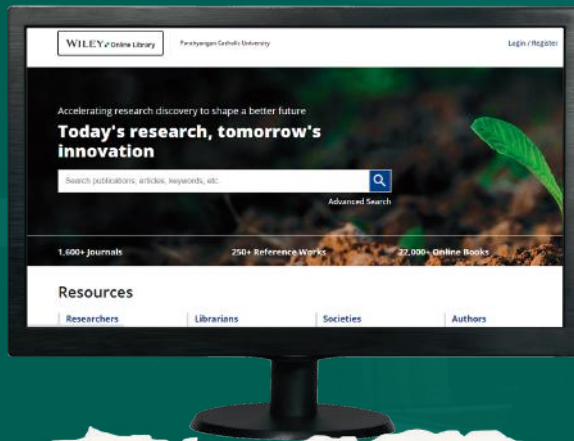 WILEY Online Library
Parahyangan Catholic University
Login / Register
Accelerating research discovery to shape a better future
Today's research, tomorrow's
innovation
Search publications, articles, keywords, etc.
Advanced Search
1,600+ Journals
250+ Reference Works
22,000+ Online Books
Resources
Researchers
Librarians
Societies
Authors